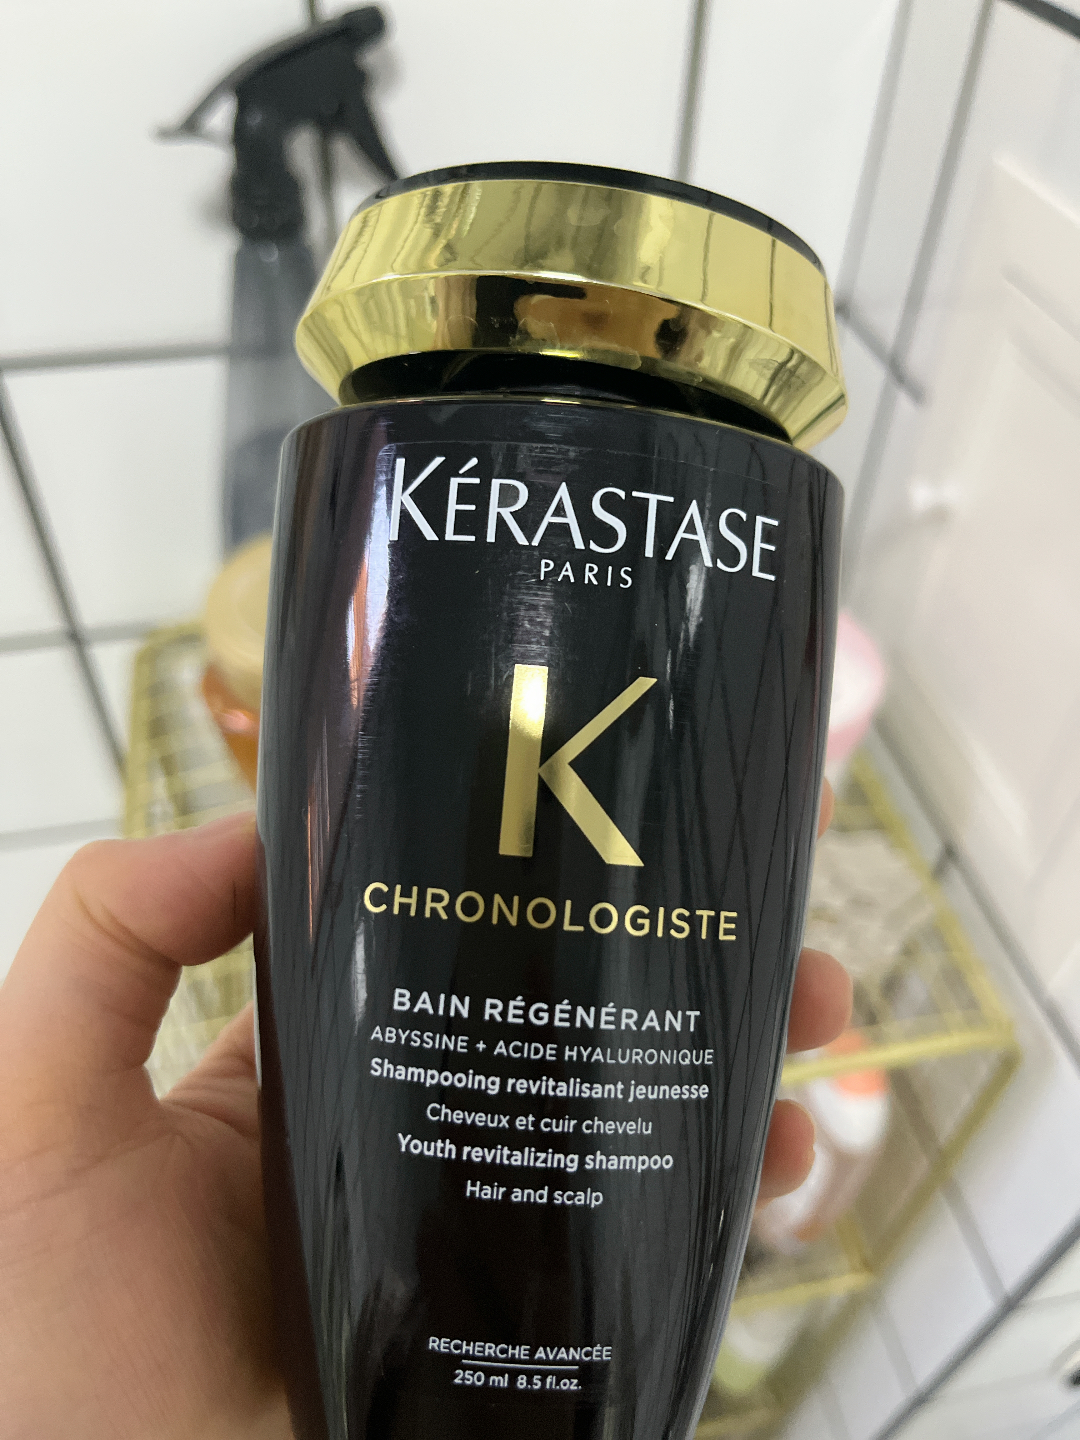 KÉRASTASE
PARIS
K
CHRONOLOGISTE
BAIN RÉGÉNÉRANT
ABYSSINE + ACIDE HYALURONIQUE
Shampooing revitalisant jeunesse
Cheveux et cuir chevelu
Youth revitalizing shampoo
Hair and scalp
RECHERCHE AVANCÉE
250 ml 8.5 fl.oz.